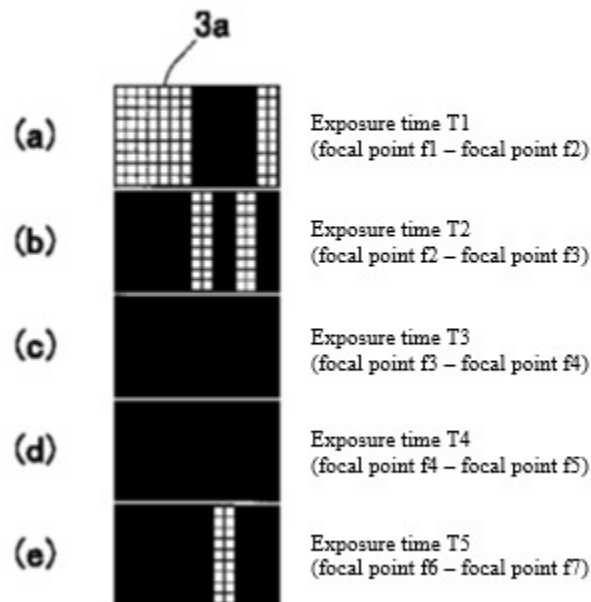 3a
(a)
Exposure time T1
(focal point f1 – focal point f2)
(b)
Exposure time T2
(focal point f2 – focal point f3)
(c)
Exposure time T3
(focal point f3 – focal point f4)
(d)
Exposure time T4
(focal point f4 – focal point f5)
(e)
Exposure time T5
(focal point f6 – focal point f7)